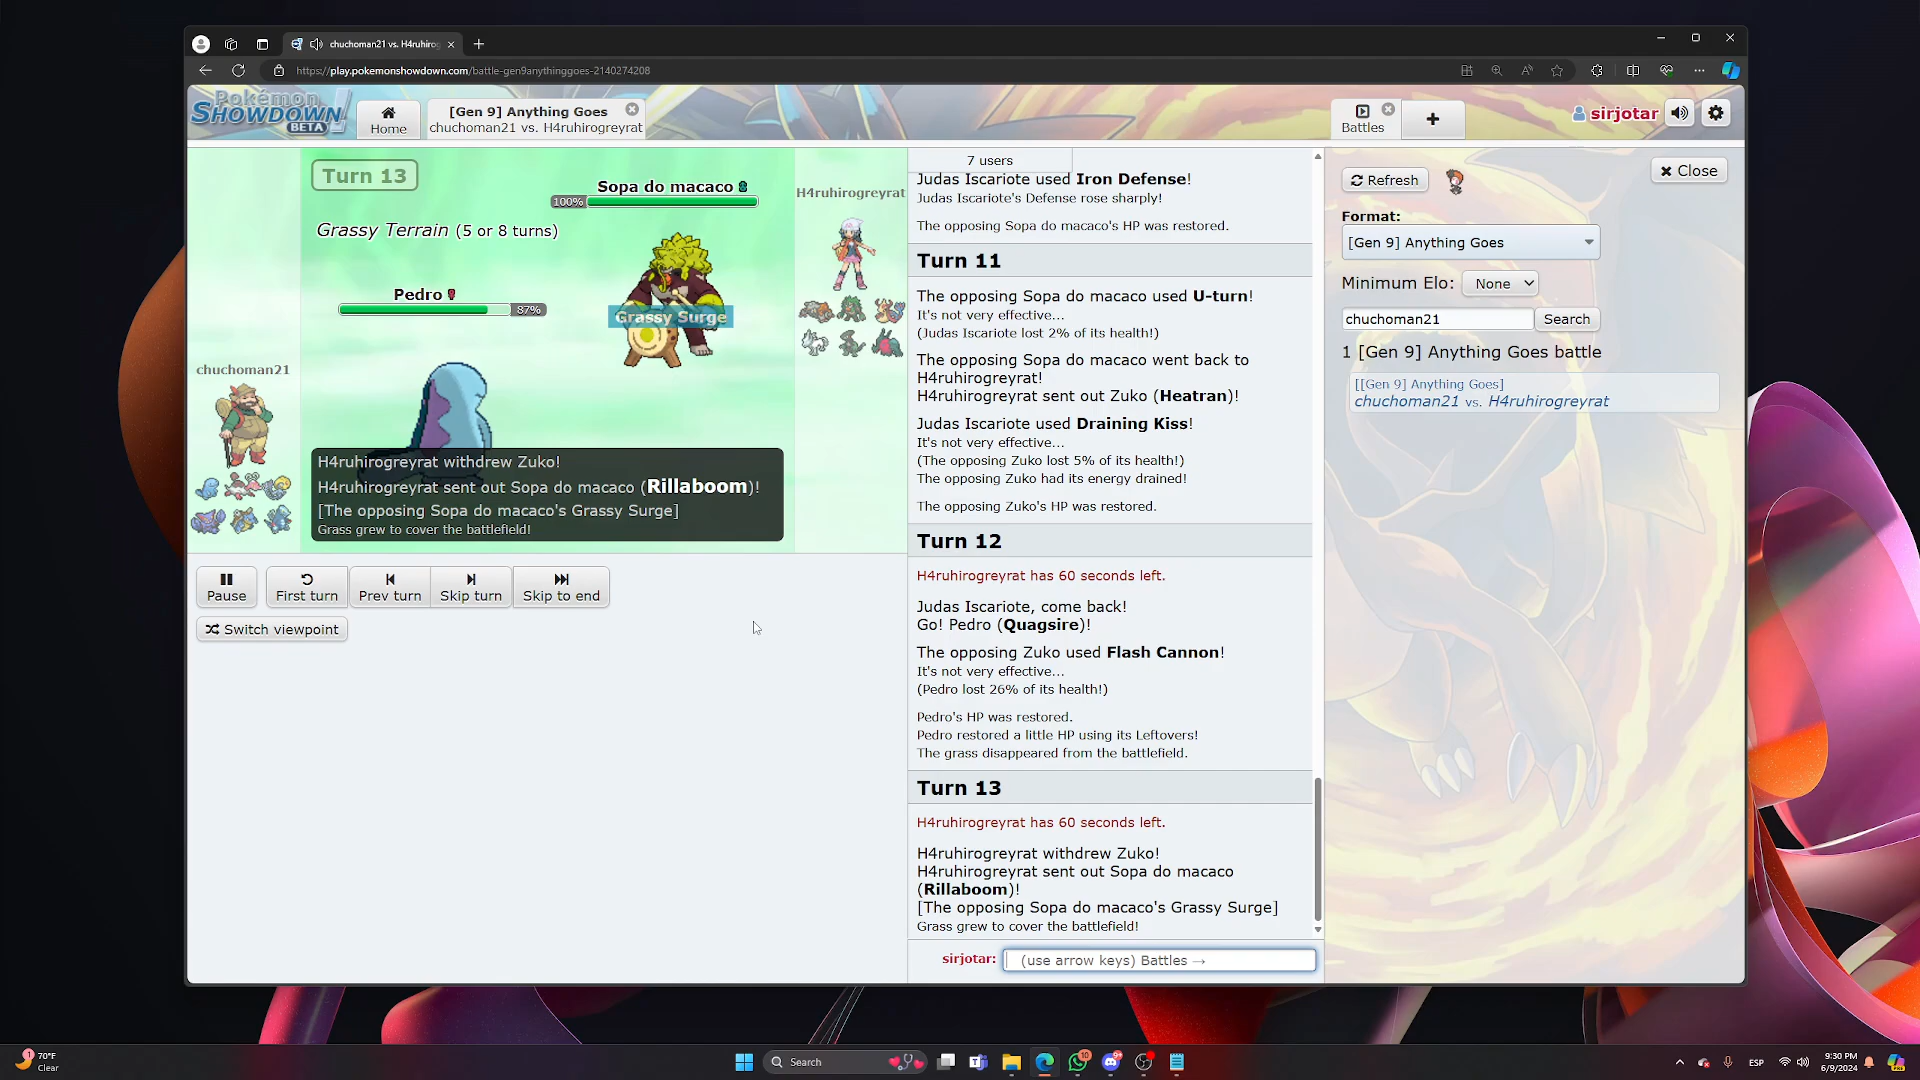 chuchoman21 vs. H4ruhirog
https://play.pokemonshowdown.com/battle-gen9anythinggoes-2140274208
Pokémon
SHOWDOWN!
BETA
Home
[Gen 9] Anything Goes
chuchoman21 vs. H4ruhirogreyrat
Battles
sirjotar
Turn 13
Sopa do macaco
100%
Grassy Terrain (5 or 8 turns)
Pedro
87%
Grassy Surge
H4ruhirogreyrat
chuchoman21
H4ruhirogreyrat withdrew Zuko!
H4ruhirogreyrat sent out Sopa do macaco (Rillaboom)!
[The opposing Sopa do macaco's Grassy Surge]
Grass grew to cover the battlefield!
Pause
First turn
Prev turn
Skip turn
Skip to end
Switch viewpoint
7 users
Judas Iscariote used Iron Defense!
Judas Iscariote's Defense rose sharply!
The opposing Sopa do macaco's HP was restored.
Turn 11
The opposing Sopa do macaco used U-turn!
It's not very effective...
(Judas Iscariote lost 2% of its health!)
The opposing Sopa do macaco went back to
H4ruhirogreyrat!
H4ruhirogreyrat sent out Zuko (Heatran)!
Judas Iscariote used Draining Kiss!
It's not very effective...
(The opposing Zuko lost 5% of its health!)
The opposing Zuko had its energy drained!
The opposing Zuko's HP was restored.
Turn 12
H4ruhirogreyrat has 60 seconds left.
Judas Iscariote, come back!
Go! Pedro (Quagsire)!
The opposing Zuko used Flash Cannon!
It's not very effective...
(Pedro lost 26% of its health!)
Pedro's HP was restored.
Pedro restored a little HP using its Leftovers!
The grass disappeared from the battlefield.
Turn 13
H4ruhirogreyrat has 60 seconds left.
H4ruhirogreyrat withdrew Zuko!
H4ruhirogreyrat sent out Sopa do macaco
(Rillaboom)!
[The opposing Sopa do macaco's Grassy Surge]
Grass grew to cover the battlefield!
sirjotar:
(use arrow keys) Battles →
Refresh
Close
Format:
[Gen 9] Anything Goes
Minimum Elo:
None
chuchoman21
Search
1 [Gen 9] Anything Goes battle
[[Gen 9] Anything Goes]
chuchoman21 vs. H4ruhirogreyrat
70°F
Clear
Search
10
ESP
9:30 PM
6/9/2024